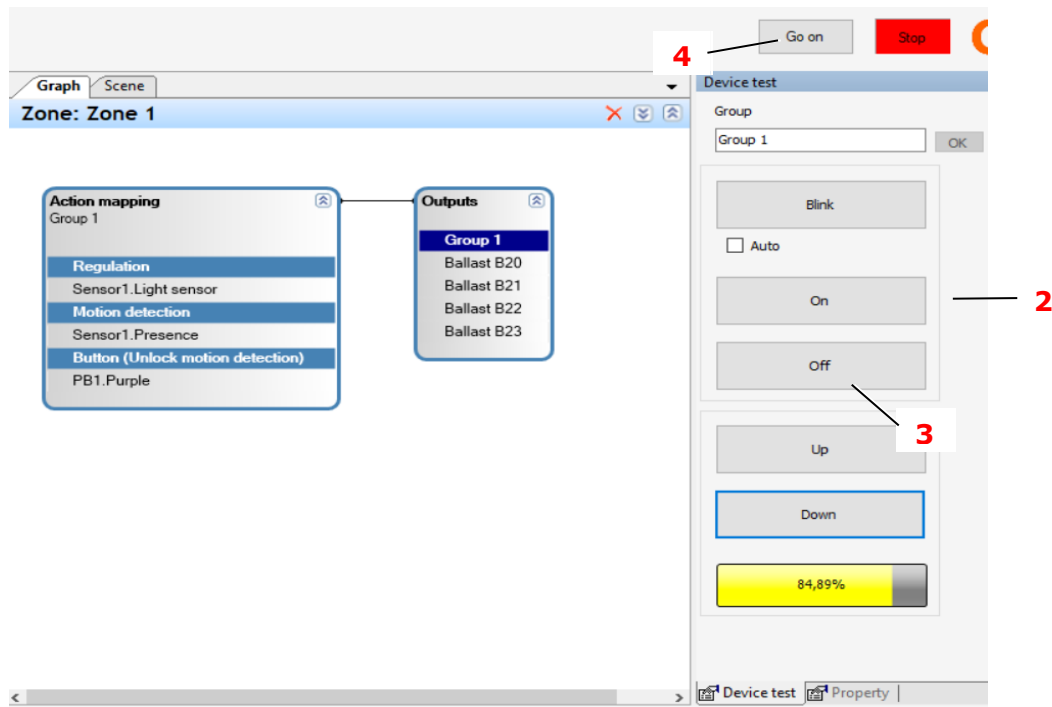 Go on
Stop
4
Graph
Scene
Device test
Zone: Zone 1
Group
Group 1
OK
Action mapping
Group 1
Regulation
Sensor1.Light sensor
Motion detection
Sensor1.Presence
Button (Unlock motion detection)
PB1.Purple
Outputs
Group 1
Ballast B20
Ballast B21
Ballast B22
Ballast B23
Blink
Auto
On
2
Off
3
Up
Down
84,89%
Device test
Property